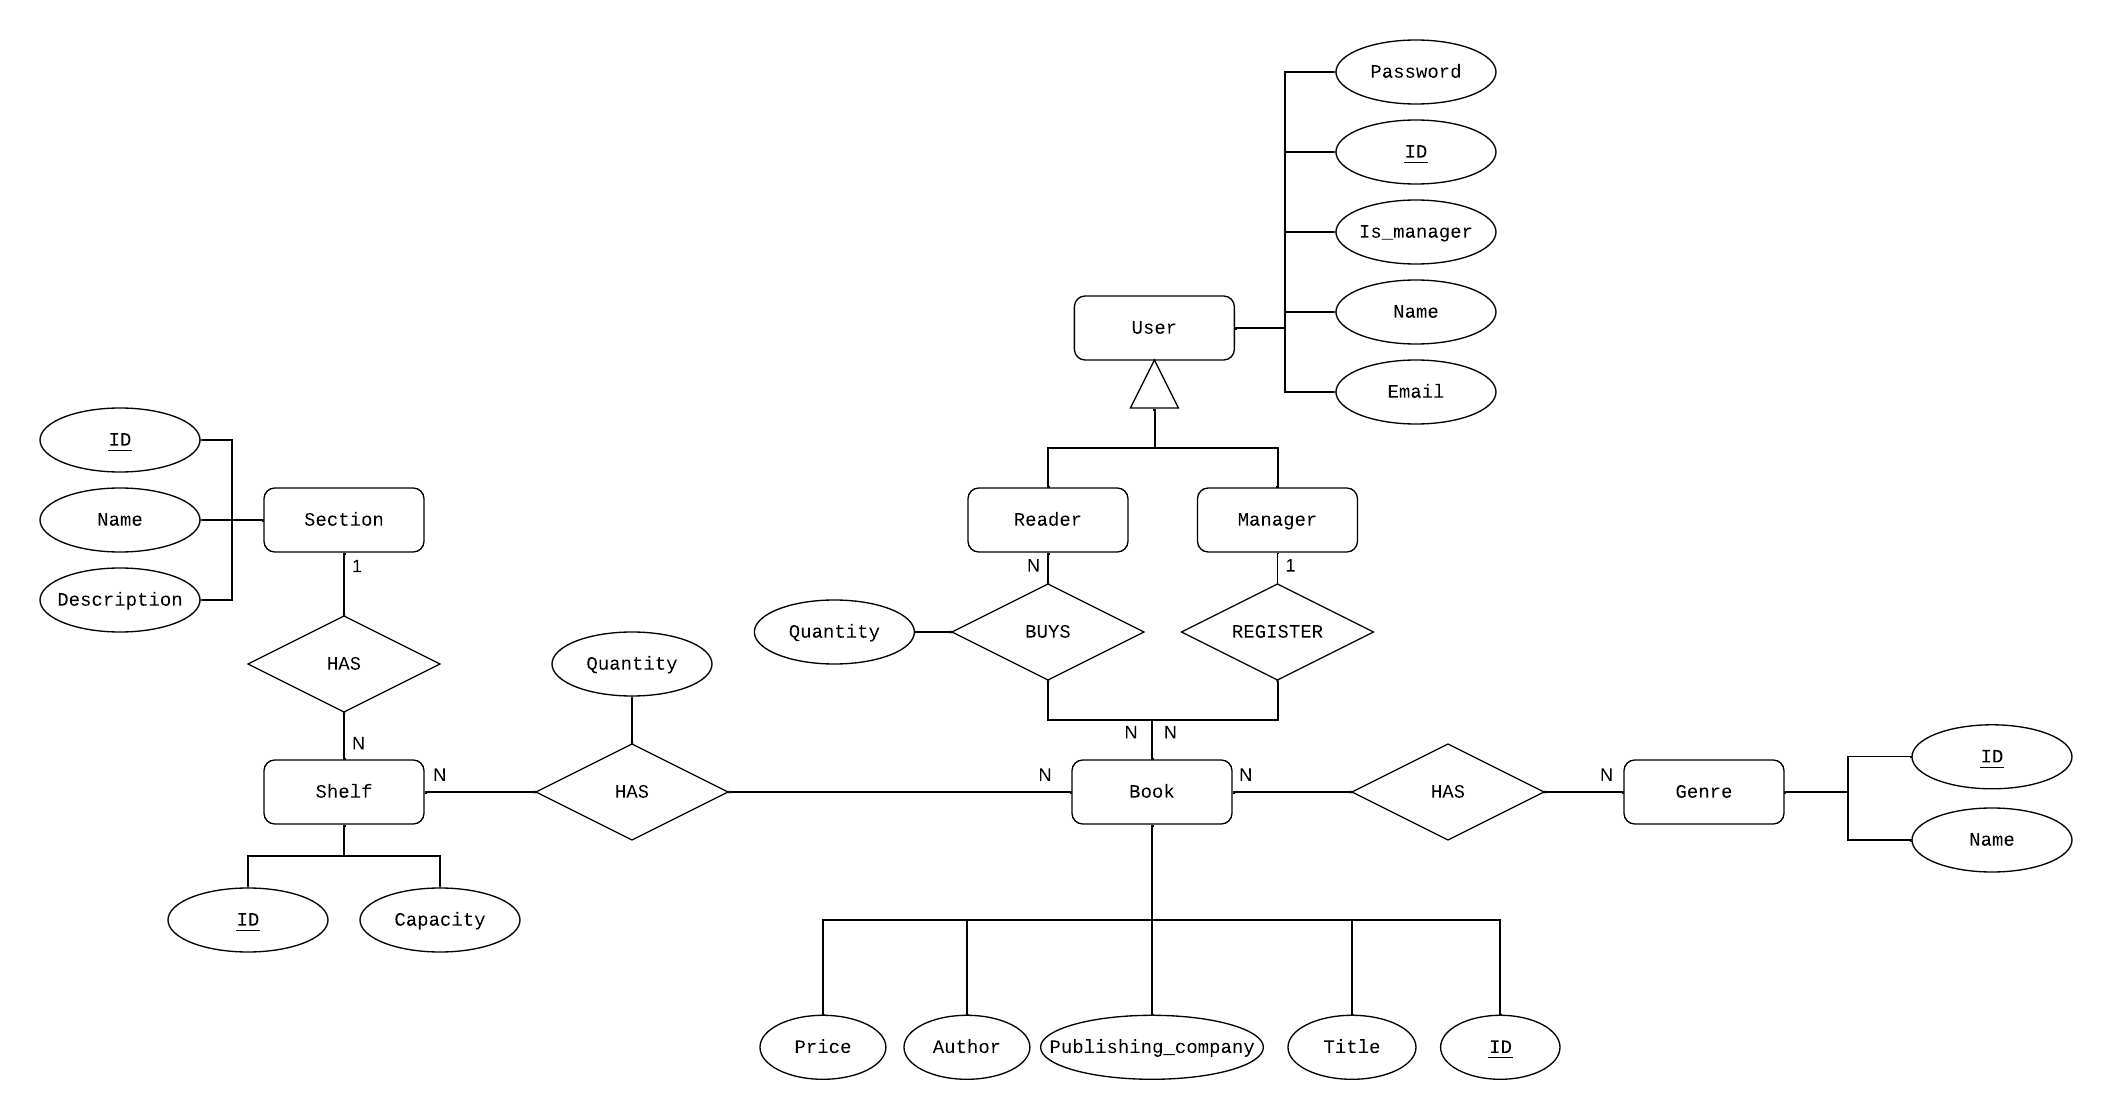 Password
ID
Is_manager
Name
Email
User
ID
Name
Description
Section
1
HAS
N
Reader
Manager
N
1
Quantity
BUYS
REGISTER
Quantity
N
N
Shelf
N
HAS
N
Book
N
HAS
N
Genre
ID
Name
ID
Capacity
Price
Author
Publishing_company
Title
ID